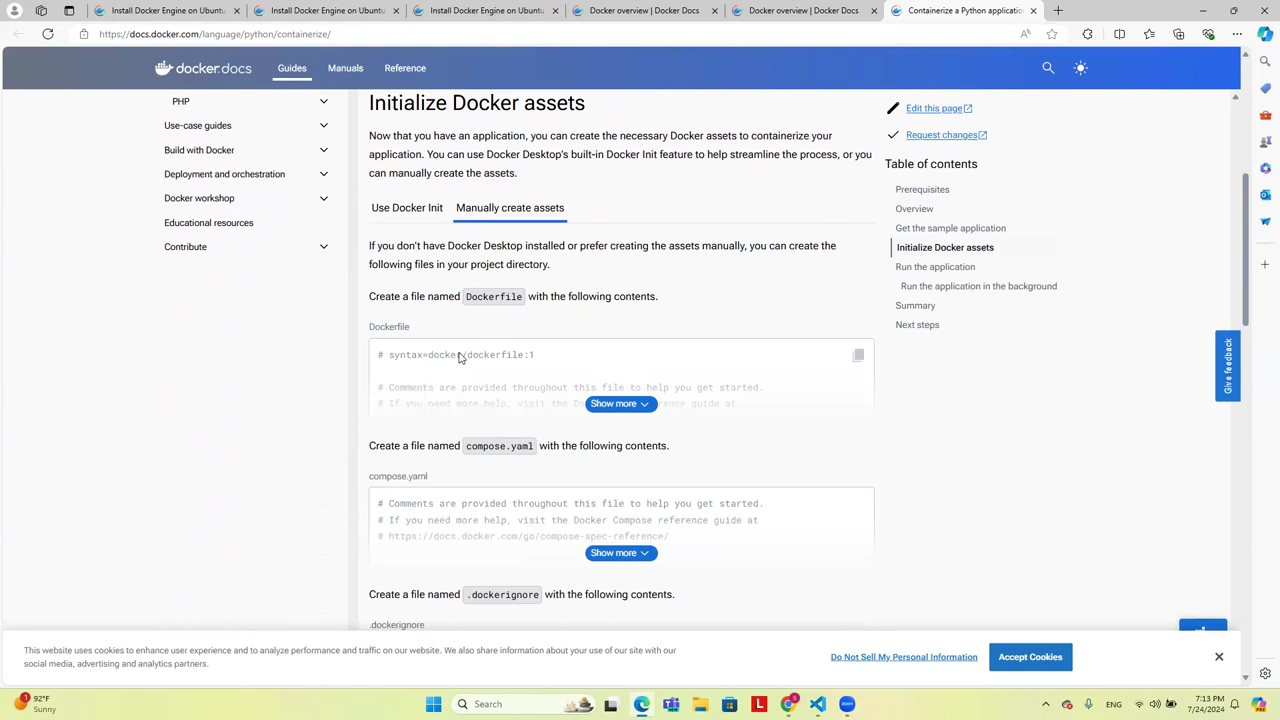 Install Docker Engine on Ubuntu
Install Docker Engine on Ubuntu
Install Docker Engine on Ubuntu
Docker overview | Docker Docs
Docker overview | Docker Docs
Containerize a Python applicatio
https://docs.docker.com/language/python/containerize/
docker.docs
Guides
Manuals
Reference
PHP
Use-case guides
Build with Docker
Deployment and orchestration
Docker workshop
Educational resources
Contribute
Initialize Docker assets
Now that you have an application, you can create the necessary Docker assets to containerize your
application. You can use Docker Desktop's built-in Docker Init feature to help streamline the process, or you
can manually create the assets.
Use Docker Init
Manually create assets
If you don't have Docker Desktop installed or prefer creating the assets manually, you can create the
following files in your project directory.
Create a file named Dockerfile with the following contents.
Dockerfile
# syntax=docker/dockerfile:1
# Comments are provided throughout this file to help you get started.
# If you need more help, visit the Dockerfile reference guide at
Show more
Create a file named compose.yaml with the following contents.
compose.yaml
# Comments are provided throughout this file to help you get started.
# If you need more help, visit the Docker Compose reference guide at
# https://docs.docker.com/go/compose-spec-reference/
Show more
Create a file named .dockerignore with the following contents.
.dockerignore
Edit this page
Request changes
Table of contents
Prerequisites
Overview
Get the sample application
Initialize Docker assets
Run the application
Run the application in the background
Summary
Next steps
Give feedback
This website uses cookies to enhance user experience and to analyze performance and traffic on our website. We also share information about your use of our site with our
social media, advertising and analytics partners.
Do Not Sell My Personal Information
Accept Cookies
1
92°F
Sunny
Search
L
zoom
ENG
7:13 PM
7/24/2024